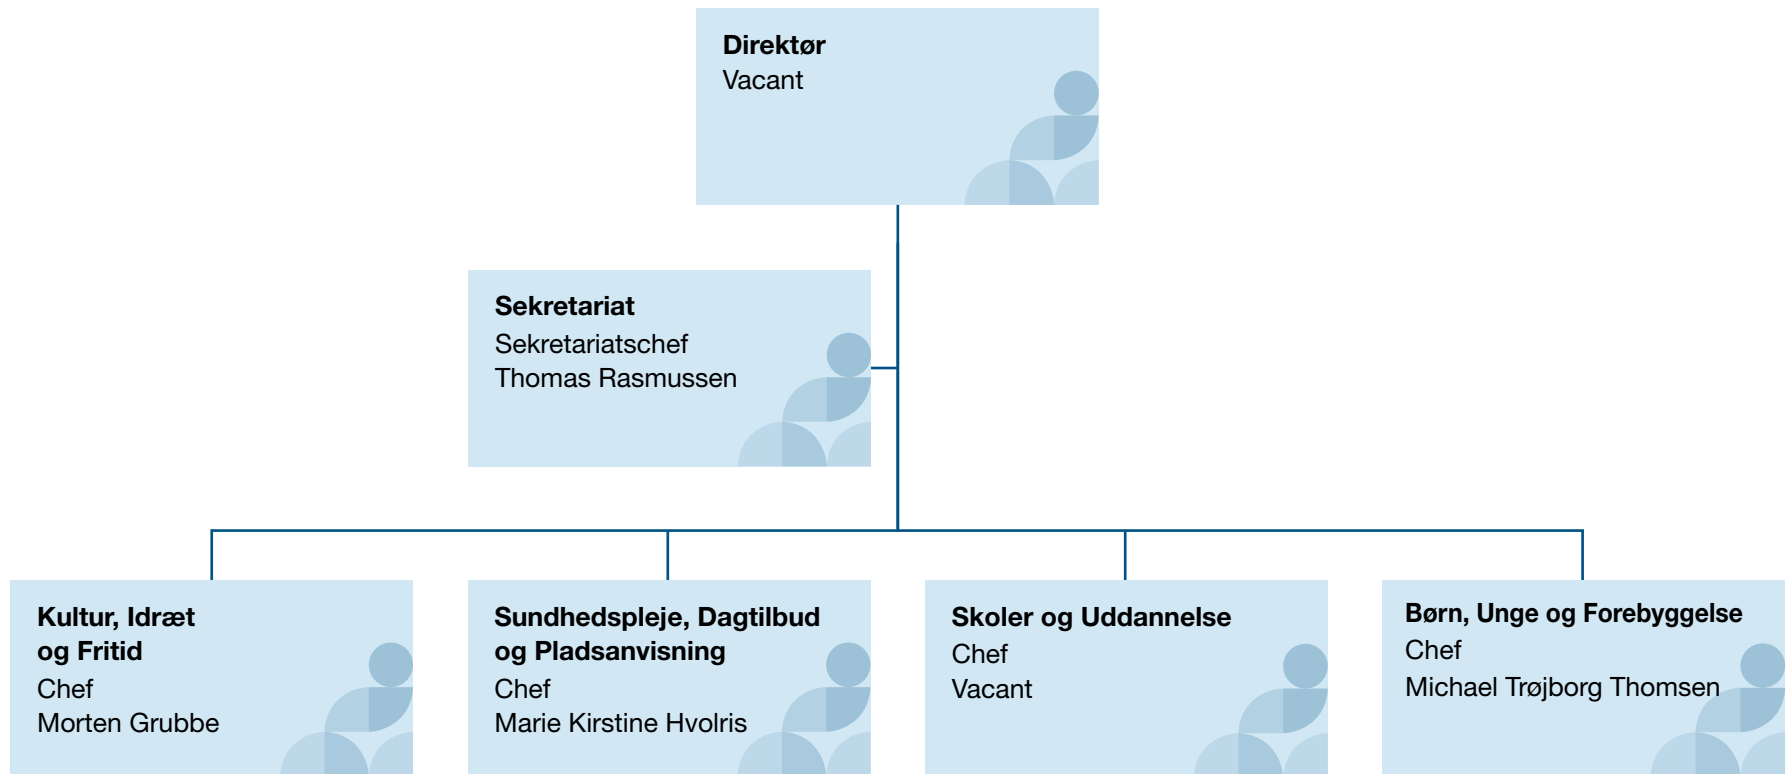 Direktør
Vacant
Sekretariat
Sekretariatschef
Thomas Rasmussen
Kultur, Idræt
og Fritid
Chef
Morten Grubbe
Sundhedspleje, Dagtilbud
og Pladsanvisning
Chef
Marie Kirstine Hvolris
Skoler og Uddannelse
Chef
Vacant
Børn, Unge og Forebyggelse
Chef
Michael Trøjborg Thomsen